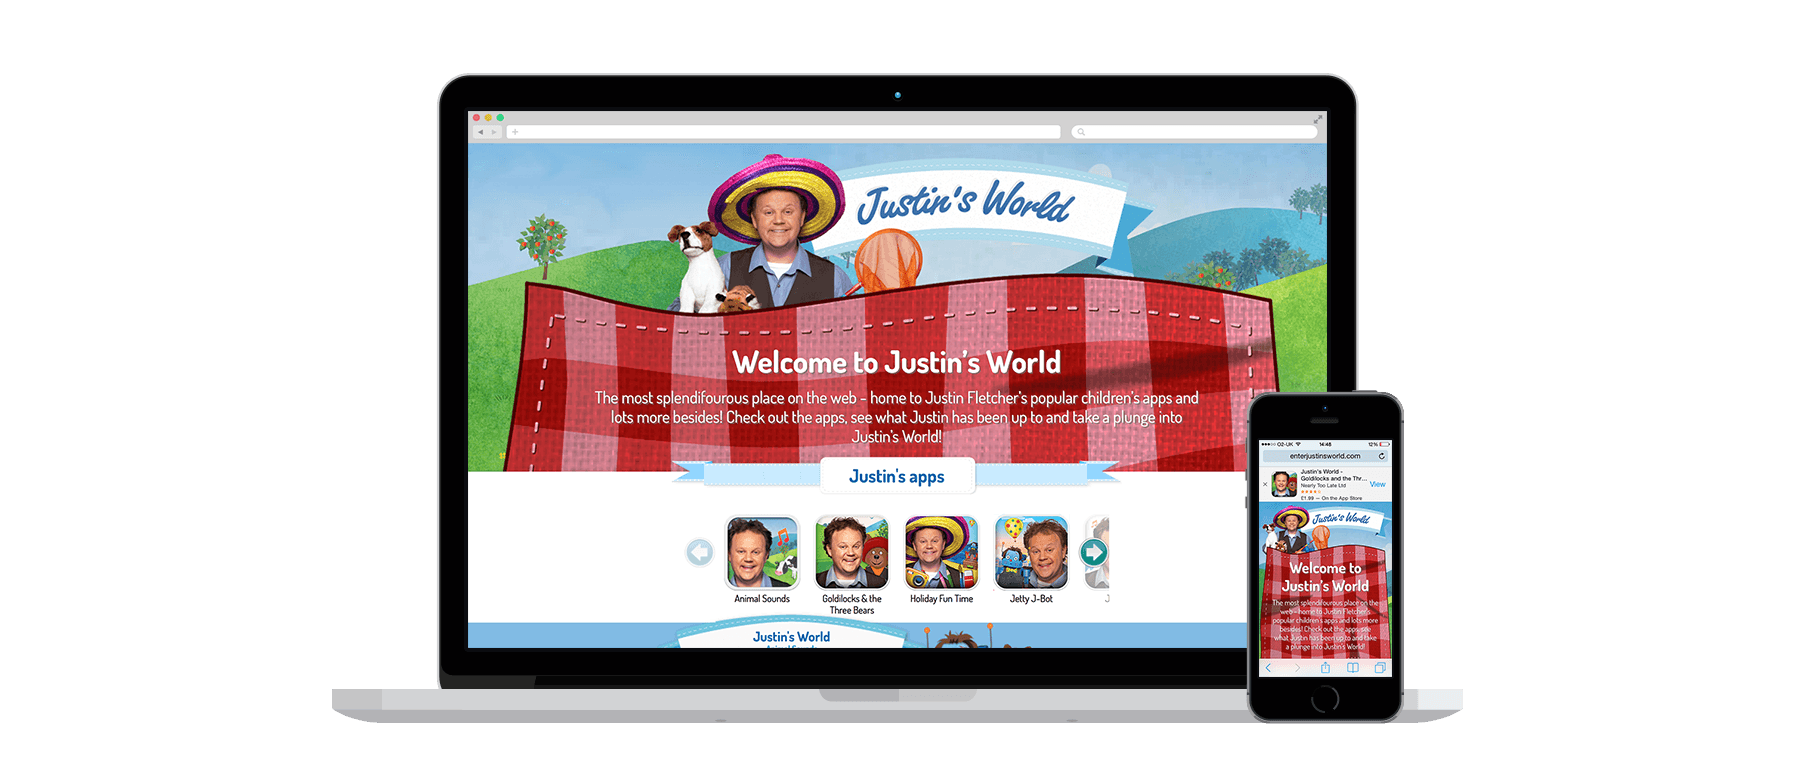 Justin's World
Welcome to Justin's World
The most splendifourous place on the web - home to Justin Fletcher's popular children's apps and
lots more besides! Check out the apps, see what Justin has been up to and take a plunge into
Justin's World!
Justin's apps
Animal Sounds
Goldilocks & the
Three Bears
Holiday Fun Time
Jetty J-Bot
J
Justin's World
Animal Sounds
O2-UK 14:48 12%
enterjustinsworld.com
Justin's World -
Goldilocks and the Thr...
Nearly Too Late Ltd
£1.99 — On the App Store
View
Justin's World
Welcome to
Justin's World
The most splendifourous place on the
web - home to Justin Fletcher's
popular children's apps and lots more
besides! Check out the apps, see
what Justin has been up to and take
a plunge into Justin's World!